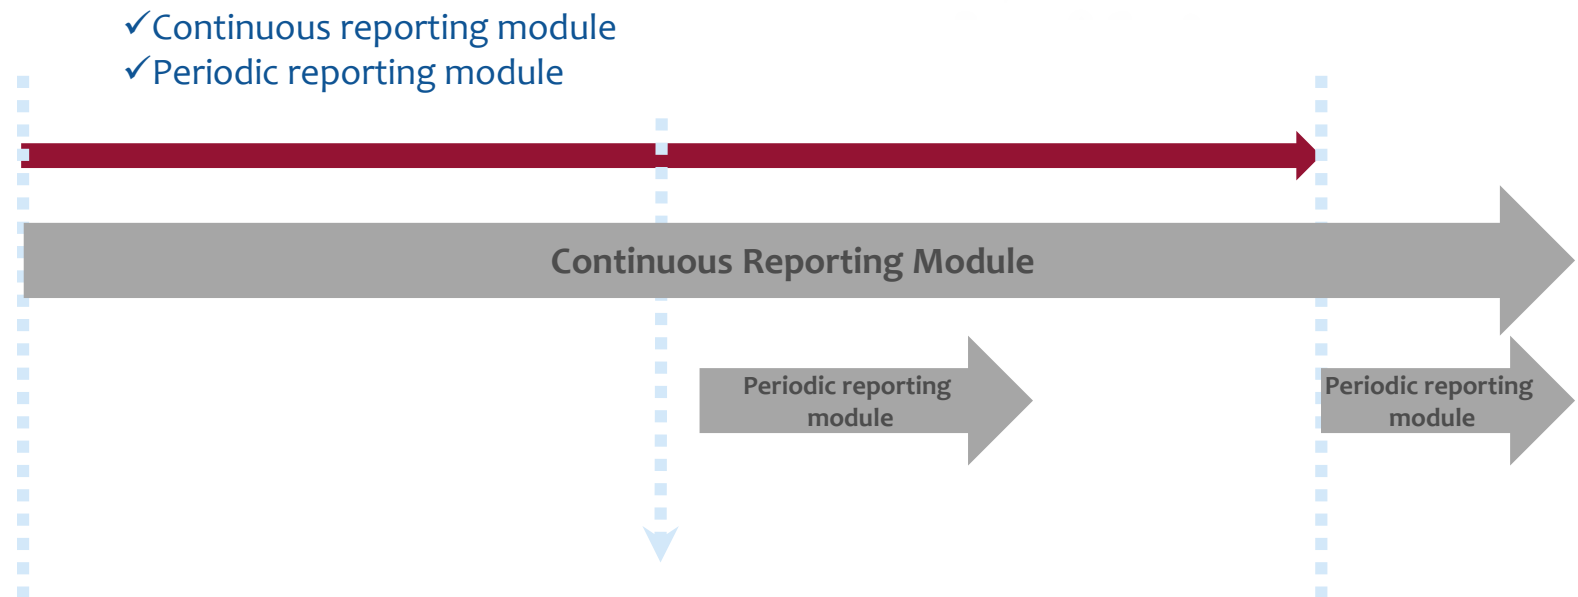 ✓Continuous reporting module
✓Periodic reporting module
Continuous Reporting Module
Periodic reporting
module
Periodic reporting
module